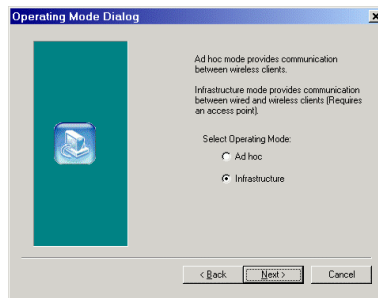 Operating Mode Dialog
Ad hoc mode provides communication
between wireless clients.
Infrastructure mode provides communication
between wired and wireless clients (Requires
an access point).
Select Operating Mode:
Ad hoc
Infrastructure
< Back
Next >
Cancel